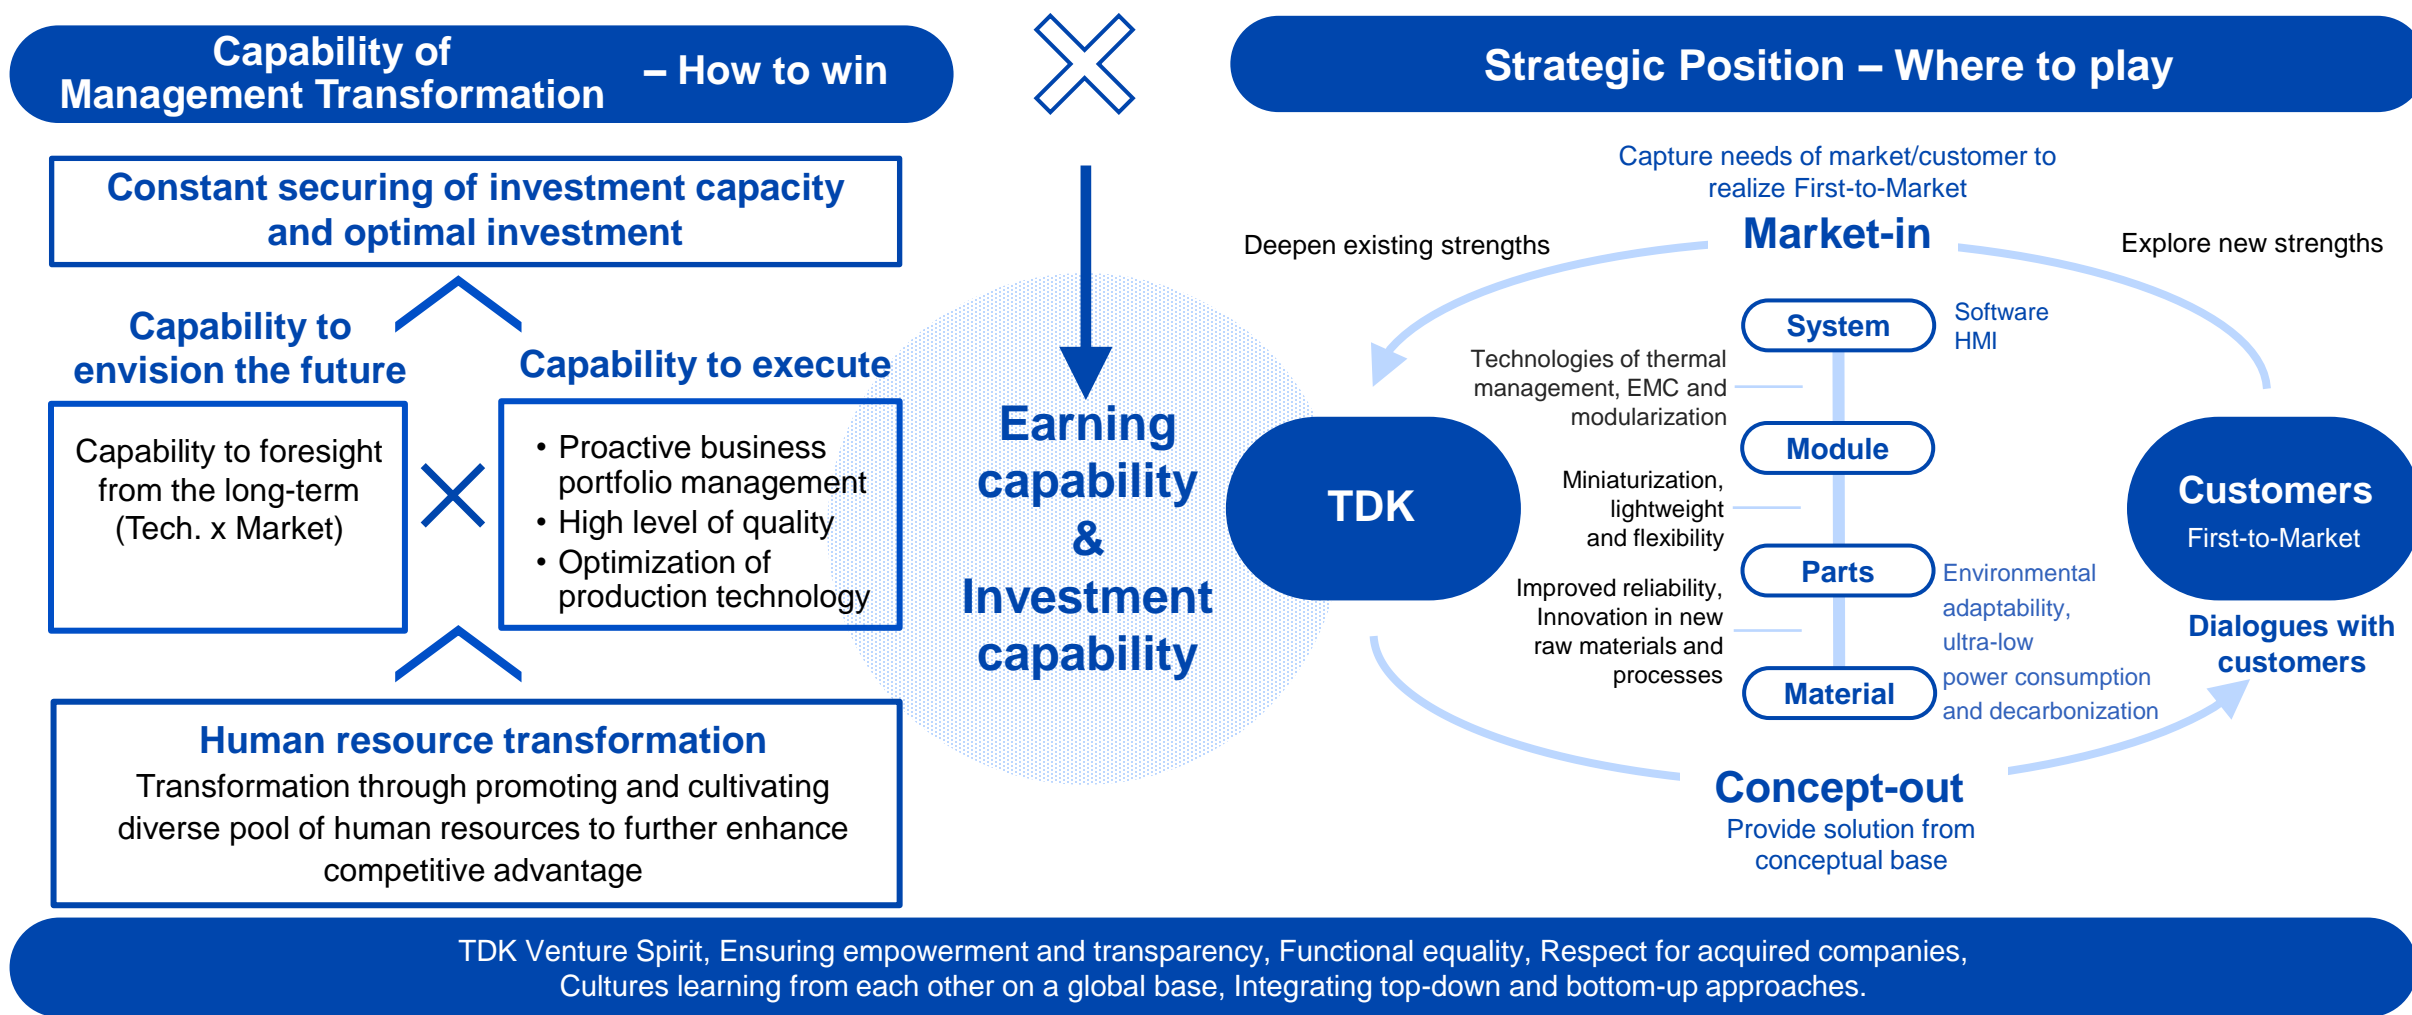 Capability of
Management Transformation
– How to win
Strategic Position – Where to play
Constant securing of investment capacity
and optimal investment
Capability to
envision the future
Capability to execute
Capability to foresight
from the long-term
(Tech. x Market)
• Proactive business
portfolio management
• High level of quality
• Optimization of
production technology
Human resource transformation
Transformation through promoting and cultivating
diverse pool of human resources to further enhance
competitive advantage
Earning
capability
&
Investment
capability
Capture needs of market/customer to
realize First-to-Market
Market-in
Deepen existing strengths
Explore new strengths
System
Software
HMI
Technologies of thermal
management, EMC and
modularization
Module
TDK
Miniaturization,
lightweight
and flexibility
Customers
First-to-Market
Parts
Improved reliability,
Innovation in new
raw materials and
processes
Environmental
adaptability,
ultra-low
power consumption
and decarbonization
Material
Dialogues with
customers
Concept-out
Provide solution from
conceptual base
TDK Venture Spirit, Ensuring empowerment and transparency, Functional equality, Respect for acquired companies,
Cultures learning from each other on a global base, Integrating top-down and bottom-up approaches.